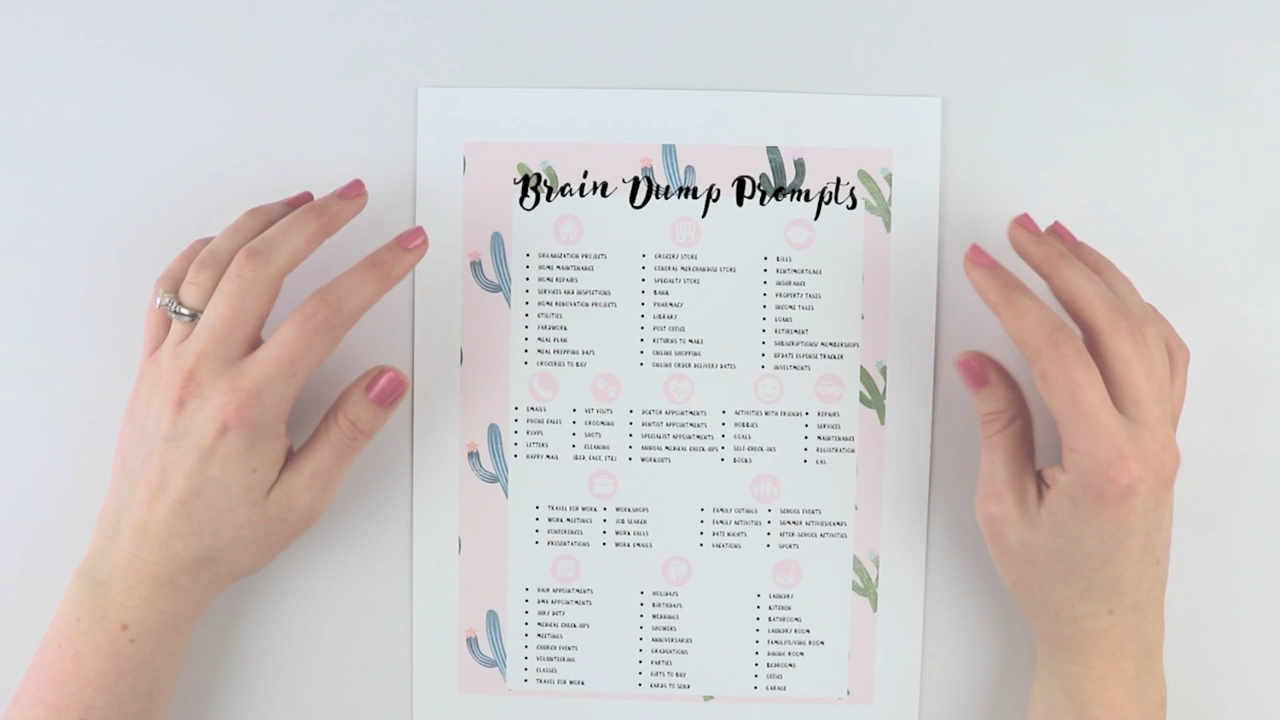 Brain Dump Prompts
• ORGANIZATION PROJECTS
• HOME MAINTENANCE
• HOME REPAIRS
• SERVICES AND INSPECTIONS
• HOME RENOVATION PROJECTS
• UTILITIES
• YARDWORK
• MEAL PLAN
• MEAL PREPPING DAYS
• GROCERIES TO BUY
• GROCERY STORE
• GENERAL MERCHANDISE STORE
• SPECIALTY STORE
• BANK
• PHARMACY
• LIBRARY
• POST OFFICE
• RETURNS TO MAKE
• ONLINE SHOPPING
• ONLINE ORDER DELIVERY DATES
• BILLS
• RENT/MORTGAGE
• INSURANCE
• PROPERTY TAXES
• INCOME TAXES
• LOANS
• RETIREMENT
• SUBSCRIPTIONS/ MEMBERSHIPS
• UPDATE EXPENSE TRACKER
• INVESTMENTS
• EMAILS
• PHONE CALLS
• RSVPS
• LETTERS
• HAPPY MAIL
• VET VISITS
• GROOMING
• SHOTS
• CLEANING
(BED, CAGE, ETC)
• DOCTOR APPOINTMENTS
• DENTIST APPOINTMENTS
• SPECIALIST APPOINTMENTS
• ANNUAL MEDICAL CHECK-UPS
• WORKOUTS
• ACTIVITIES WITH FRIENDS
• HOBBIES
• GOALS
• SELF-CHECK-INS
• BOOKS
• REPAIRS
• SERVICES
• MAINTENANCE
• REGISTRATION
• GAS
• TRAVEL FOR WORK
• WORK MEETINGS
• CONFERENCES
• PRESENTATIONS
• WORKSHOPS
• JOB SEARCH
• WORK CALLS
• WORK EMAILS
• FAMILY OUTINGS
• FAMILY ACTIVITIES
• DATE NIGHTS
• VACATIONS
• SCHOOL EVENTS
• SUMMER ACTIVIES/CAMPS
• AFTER-SCHOOL ACTIVITIES
• SPORTS
• HAIR APPOINTMENTS
• DMV APPOINTMENTS
• JURY DUTY
• MEDICAL CHECK-UPS
• MEETINGS
• CHURCH EVENTS
• VOLUNTEERING
• CLASSES
• TRAVEL FOR WORK
• HOLIDAYS
• BIRTHDAYS
• WEDDINGS
• SHOWERS
• ANNIVERSARIES
• GRADUATIONS
• PARTIES
• GIFTS TO BUY
• CARDS TO SEND
• LAUNDRY
• KITCHEN
• BATHROOMS
• LAUNDRY ROOM
• FAMILY/LIVING ROOM
• DINING ROOM
• BEDROOMS
• OFFICE
• GARAGE